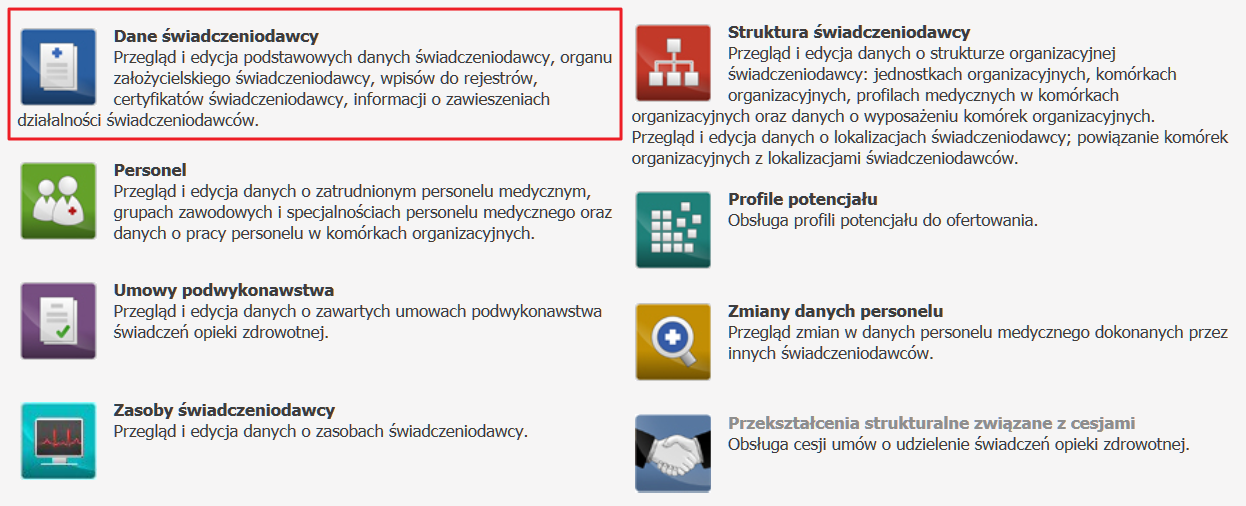 Dane świadczeniodawcy
Przegląd i edycja podstawowych danych świadczeniodawcy, organu
założycielskiego świadczeniodawcy, wpisów do rejestrów,
certyfikatów świadczeniodawcy, informacji o zawieszeniach
działalności świadczeniodawców.
Personel
Przegląd i edycja danych o zatrudnionym personelu medycznym,
grupach zawodowych i specjalnościach personelu medycznego oraz
danych o pracy personelu w komórkach organizacyjnych.
Umowy podwykonawstwa
Przegląd i edycja danych o zawartych umowach podwykonawstwa
świadczeń opieki zdrowotnej.
Zasoby świadczeniodawcy
Przegląd i edycja danych o zasobach świadczeniodawcy.
Struktura świadczeniodawcy
Przegląd i edycja danych o strukturze organizacyjnej
świadczeniodawcy: jednostkach organizacyjnych, komórkach
organizacyjnych, profilach medycznych w komórkach
organizacyjnych oraz danych o wyposażeniu komórek organizacyjnych.
Przegląd i edycja danych o lokalizacjach świadczeniodawcy; powiązanie komórek
organizacyjnych z lokalizacjami świadczeniodawców.
Profile potencjału
Obsługa profili potencjału do ofertowania.
Zmiany danych personelu
Przegląd zmian w danych personelu medycznego dokonanych przez
innych świadczeniodawców.
Przekształcenia strukturalne związane z cesjami
Obsługa cesji umów o udzielenie świadczeń opieki zdrowotnej.